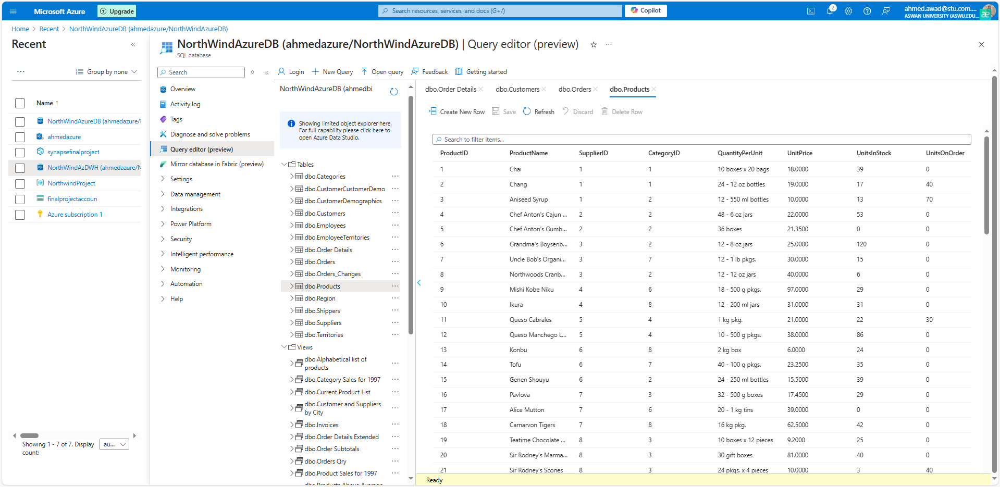 Microsoft Azure
Upgrade
Search resources, services, and docs (G+/)
Copilot
2
ahmed.awad@stu.com....
ASWAN UNIVERSITY (ASWU.EDU...
Home > Recent > NorthWindAzureDB (ahmedazure/NorthWindAzureDB)
Recent
«
NorthWindAzureDB (ahmedazure/NorthWindAzureDB) | Query editor (preview)
SQL database
...
Group by none
Search
«
Login
New Query
Open query
Feedback
Getting started
Name ↑
NorthWindAzureDB (ahmedazure/
ahmedazure
synapsefinalproject
NorthWindAzDWH (ahmedazure/N
NorthwindProject
finalprojectaccoun
Azure subscription 1
Showing 1 - 7 of 7. Display
count:
au...
Overview
Activity log
Tags
Diagnose and solve problems
Query editor (preview)
Mirror database in Fabric (preview)
Settings
Data management
Integrations
Power Platform
Security
Intelligent performance
Monitoring
Automation
Help
NorthWindAzureDB (ahmedbi
Showing limited object explorer here.
For full capability please click here to
open Azure Data Studio.
Tables
dbo.Categories
dbo.CustomerCustomerDemo
dbo.CustomerDemographics
dbo.Customers
dbo.Employees
dbo.EmployeeTerritories
dbo.Order Details
dbo.Orders
dbo.Orders_Changes
dbo.Products
dbo.Region
dbo.Shippers
dbo.Suppliers
dbo.Territories
Views
dbo.Alphabetical list of
products
dbo.Category Sales for 1997
dbo.Current Product List
dbo.Customer and Suppliers
by City
dbo.Invoices
dbo.Order Details Extended
dbo.Order Subtotals
dbo.Orders Qry
dbo.Product Sales for 1997
dbo.Products Above Average
dbo.Order Details
dbo.Customers
dbo.Orders
dbo.Products
Create New Row
Save
Refresh
Discard
Delete Row
Search to filter items...
ProductID ProductName SupplierID CategoryID QuantityPerUnit UnitPrice UnitsInStock UnitsOnOrder
1 Chai 1 1 10 boxes x 20 bags 18.0000 39 0
2 Chang 1 1 24 - 12 oz bottles 19.0000 17 40
3 Aniseed Syrup 1 2 12 - 550 ml bottles 10.0000 13 70
4 Chef Anton's Cajun ... 2 2 48 - 6 oz jars 22.0000 53 0
5 Chef Anton's Gumb... 2 2 36 boxes 21.3500 0 0
6 Grandma's Boysenb... 3 2 12 - 8 oz jars 25.0000 120 0
7 Uncle Bob's Organi... 3 7 12 - 1 lb pkgs. 30.0000 15 0
8 Northwoods Cranb... 3 2 12 - 12 oz jars 40.0000 6 0
9 Mishi Kobe Niku 4 6 18 - 500 g pkgs. 97.0000 29 0
10 Ikura 4 8 12 - 200 ml jars 31.0000 31 0
11 Queso Cabrales 5 4 1 kg pkg. 21.0000 22 30
12 Queso Manchego L... 5 4 10 - 500 g pkgs. 38.0000 86 0
13 Konbu 6 8 2 kg box 6.0000 24 0
14 Tofu 6 7 40 - 100 g pkgs. 23.2500 35 0
15 Genen Shouyu 6 2 24 - 250 ml bottles 15.5000 39 0
16 Pavlova 7 3 32 - 500 g boxes 17.4500 29 0
17 Alice Mutton 7 6 20 - 1 kg tins 39.0000 0 0
18 Carnarvon Tigers 7 8 16 kg pkg. 62.5000 42 0
19 Teatime Chocolate ... 8 3 10 boxes x 12 pieces 9.2000 25 0
20 Sir Rodney's Marma... 8 3 30 gift boxes 81.0000 40 0
21 Sir Rodney's Scones 8 3 24 pkgs. x 4 pieces 10.0000 3 40
Ready